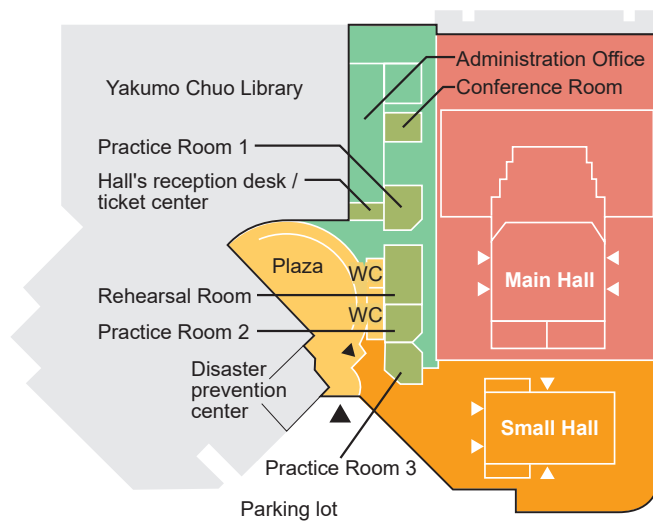 Administration Office
Yakumo Chuo Library
Conference Room
Practice Room 1
Hall's reception desk /
ticket center
Plaza
WC
Main Hall
Rehearsal Room
WC
Practice Room 2
Disaster
prevention
center
Small Hall
Practice Room 3
Parking lot